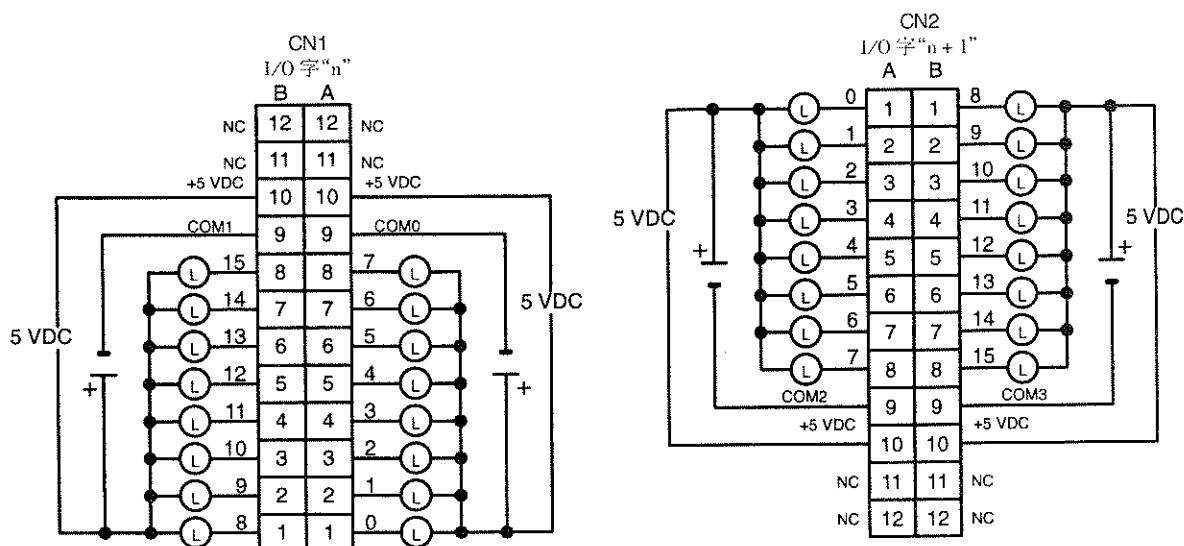 CN1
I/O 字“n”
B A
NC 12 12 NC
NC 11 11 NC
+5 VDC 10 10 +5 VDC
COM1 9 9 COM0
L 15 8 8 7 L
L 14 7 7 6 L
L 13 6 6 5 L
L 12 5 5 4 L
L 11 4 4 3 L
L 10 3 3 2 L
L 9 2 2 1 L
L 8 1 1 0 L
5 VDC
+
5 VDC
+
CN2
I/O 字“n + 1”
A B
L 0 1 1 8 L
L 1 2 2 9 L
L 2 3 3 10 L
L 3 4 4 11 L
L 4 5 5 12 L
L 5 6 6 13 L
L 6 7 7 14 L
L 7 8 8 15 L
COM2 9 9 COM3
+5 VDC 10 10 +5 VDC
NC 11 11 NC
NC 12 12 NC
5 VDC
+
5 VDC
+